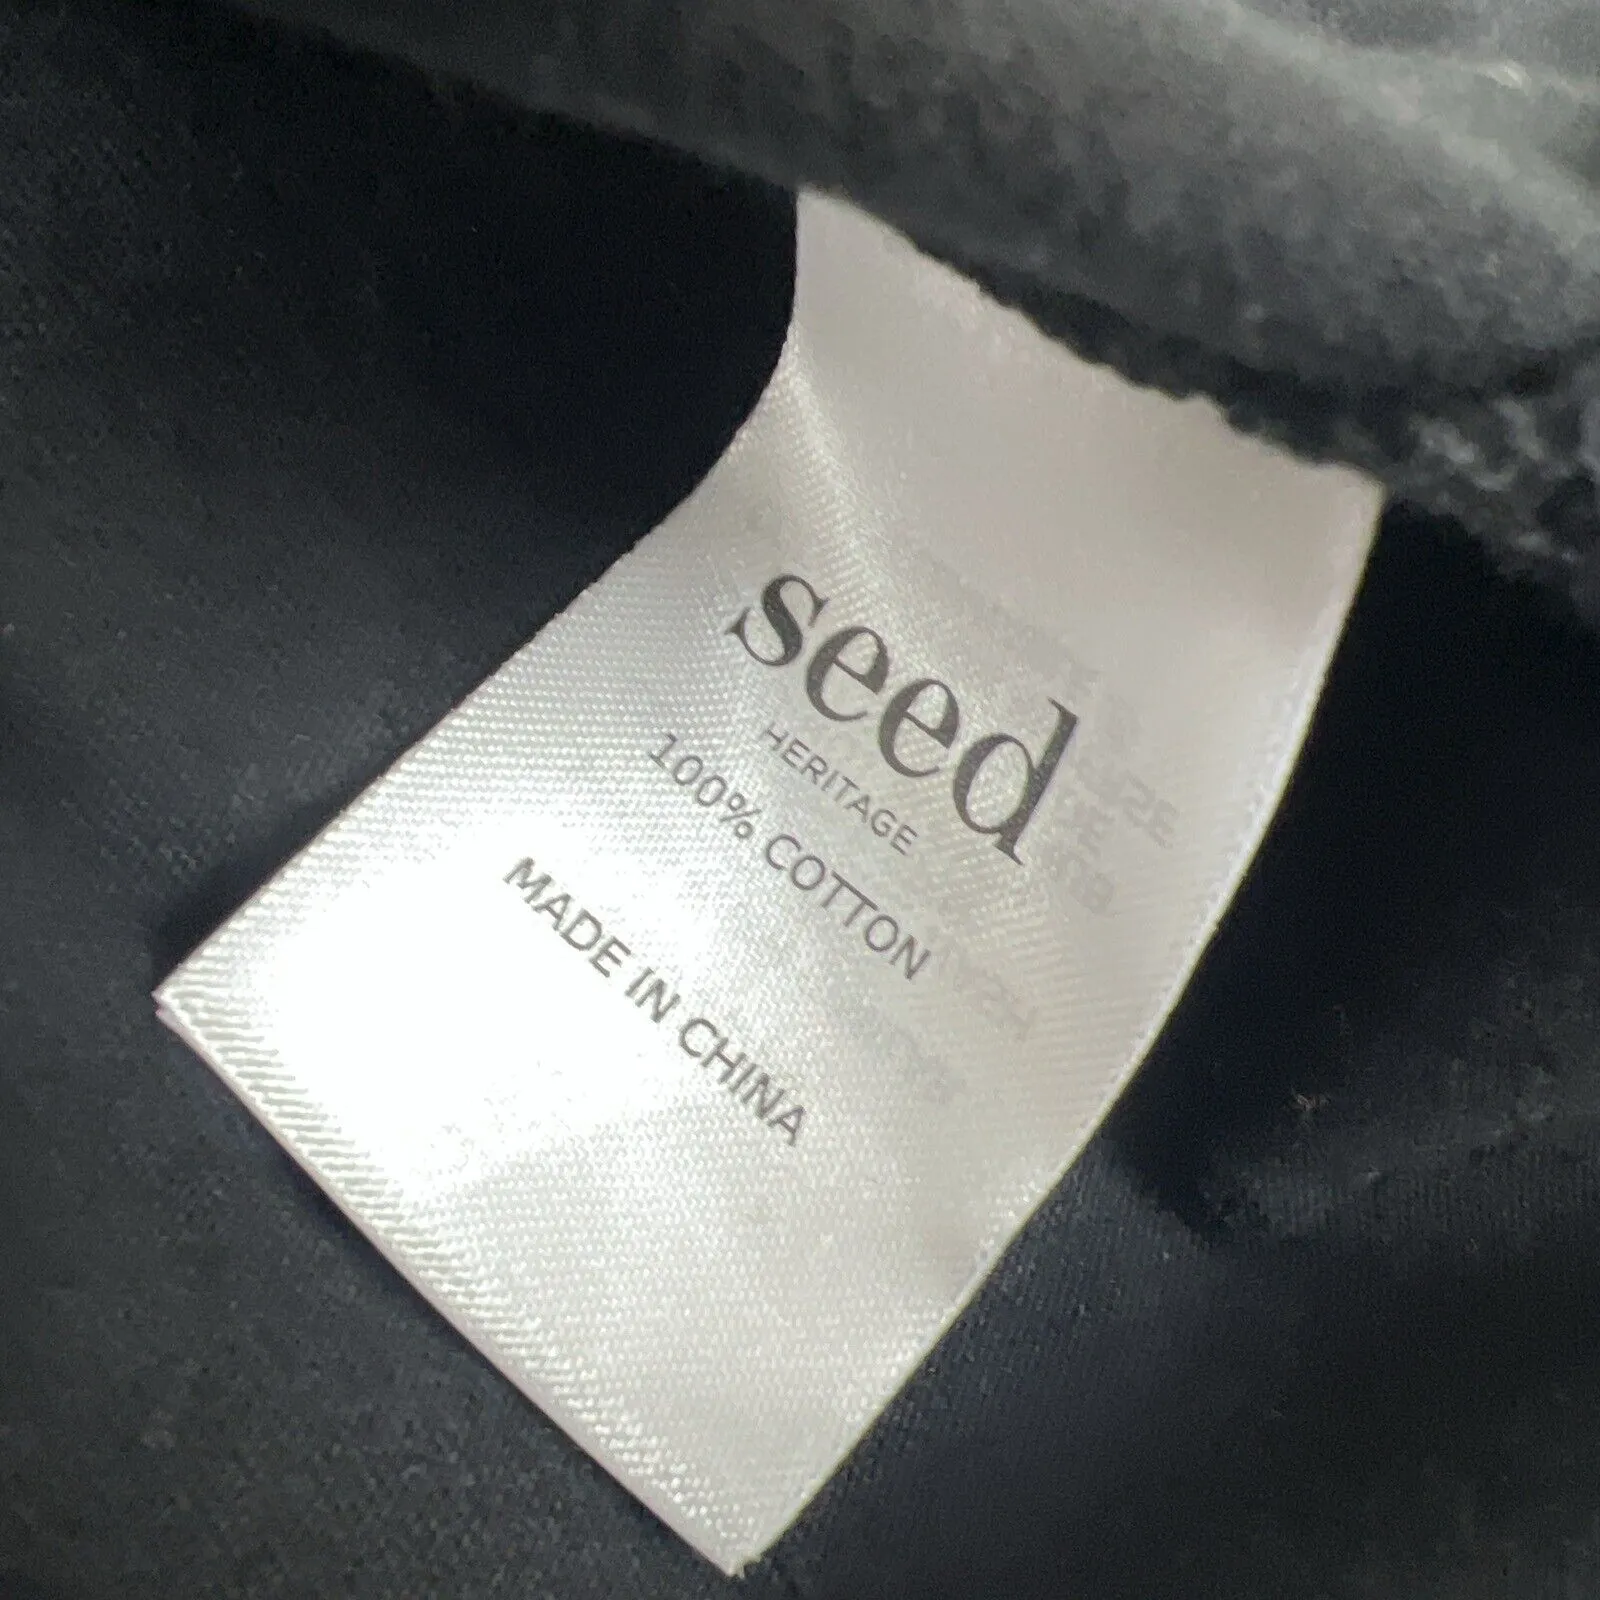 seed
HERITAGE
100% COTTON
MADE IN CHINA